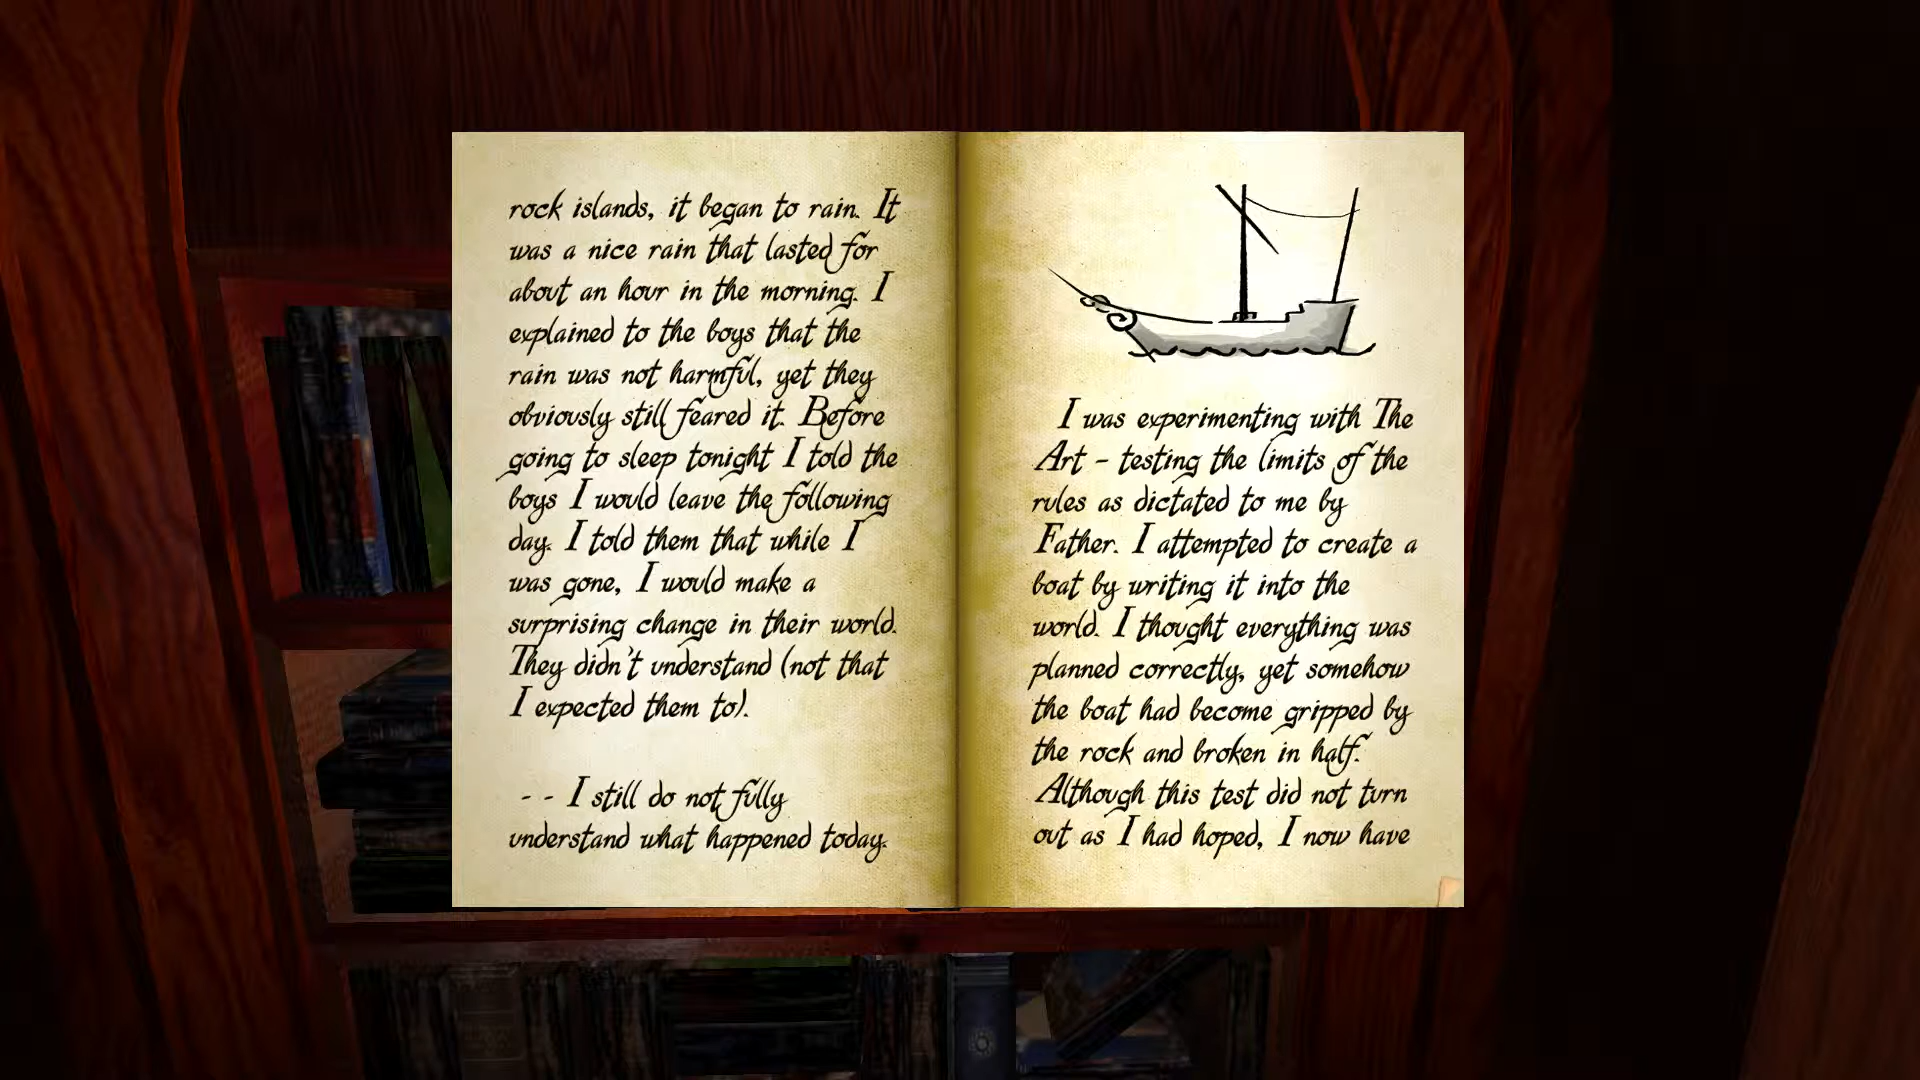 rock islands, it began to rain. It
was a nice rain that lasted for
about an hour in the morning. I
explained to the boys that the
rain was not harmful, yet they
obviously still feared it. Before
going to sleep tonight I told the
boys I would leave the following
day. I told them that while I
was gone, I would make a
surprising change in their world.
They didn't understand (not that
I expected them to).
- - I still do not fully
understand what happened today.
I was experimenting with The
Art - testing the limits of the
rules as dictated to me by
Father. I attempted to create a
boat by writing it into the
world. I thought everything was
planned correctly, yet somehow
the boat had become gripped by
the rock and broken in half.
Although this test did not turn
out as I had hoped, I now have